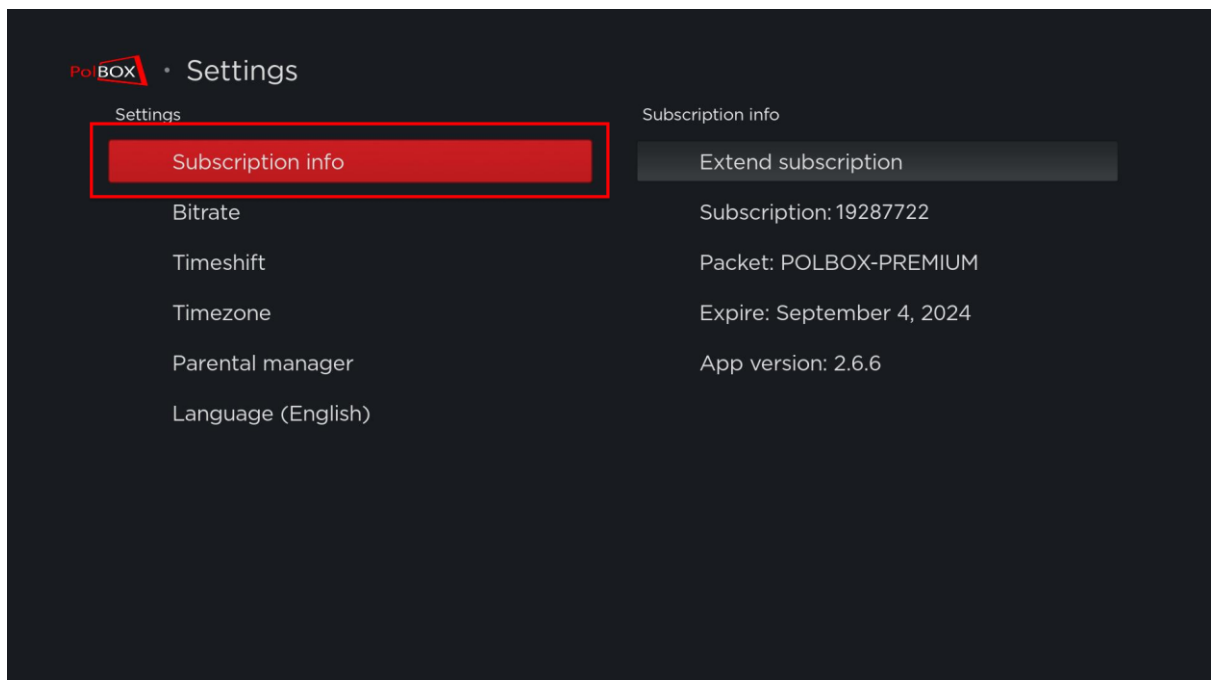 PolBOX • Settings
Settings
Subscription info
Bitrate
Timeshift
Timezone
Parental manager
Language (English)
Subscription info
Extend subscription
Subscription: 19287722
Packet: POLBOX-PREMIUM
Expire: September 4, 2024
App version: 2.6.6